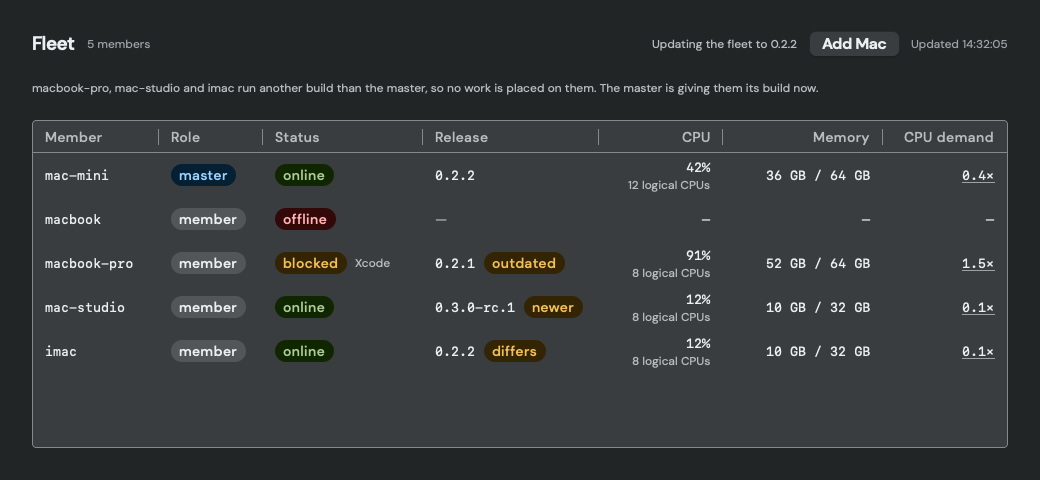 Fleet 5 members Updating the fleet to 0.2.2 Add Mac Updated 14:32:05
macbook-pro, mac-studio and imac run another build than the master, so no work is placed on them. The master is giving them its build now.
Member Role Status Release CPU Memory CPU demand
mac-mini master online 0.2.2 42% 36 GB / 64 GB 0.4×
12 logical CPUs
macbook member offline — — — —
macbook-pro member blocked Xcode 0.2.1 outdated 91% 52 GB / 64 GB 1.5×
8 logical CPUs
mac-studio member online 0.3.0-rc.1 newer 12% 10 GB / 32 GB 0.1×
8 logical CPUs
imac member online 0.2.2 differs 12% 10 GB / 32 GB 0.1×
8 logical CPUs